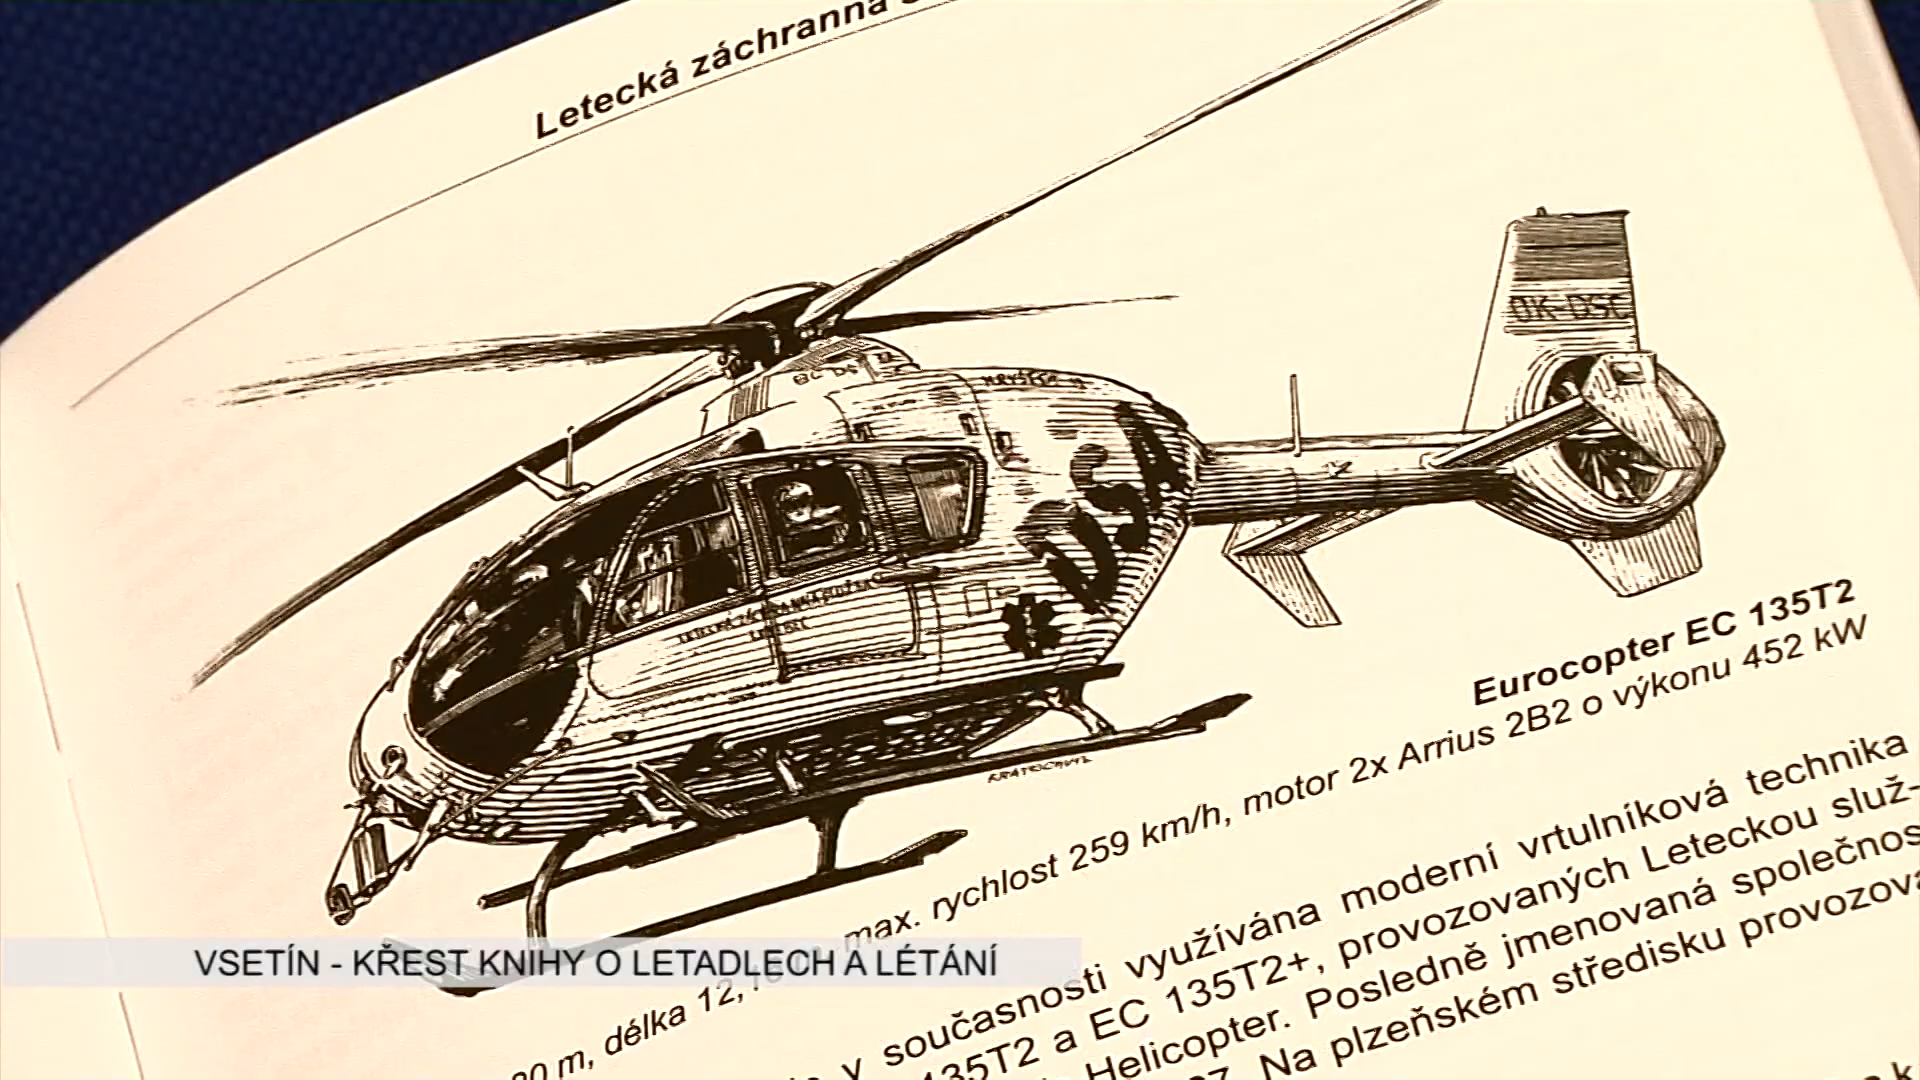 Letecká záchranná
OK-DSC
DSA
KRATOCHVÍL
Eurocopter EC 135T2
délka 12, max. rychlost 259 km/h, motor 2x Arrius 2B2 o výkonu 452 kW
v současnosti využívána moderní vrtulníková technika
135T2 a EC 135T2+, provozovaných Leteckou služ-
Helicopter. Posledně jmenovaná společnos
Na plzeňském středisku provozova
VSETÍN - KŘEST KNIHY O LETADLECH A LÉTÁNÍ